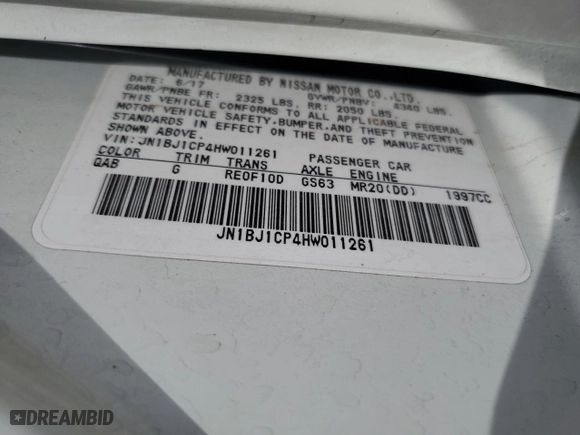 MANUFACTURED BY NISSAN MOTOR CO.,LTD.
DATE: 6/17 GVWR/PNBV: 4360 LBS.
GAWR/PNBE FR: 2325 LBS. RR: 2050 LBS.
THIS VEHICLE CONFORMS TO ALL APPLICABLE FEDERAL
MOTOR VEHICLE SAFETY,BUMPER,AND THEFT PREVENTION
STANDARDS IN EFFECT ON THE DATE OF MANUFACTURE
SHOWN ABOVE.
VIN: JN1BJ1CP4HW011261 PASSENGER CAR
COLOR TRIM TRANS AXLE ENGINE
QAB G RE0F10D GS63 MR20(DD) 1997CC
JN1BJ1CP4HW011261
DREAMBID